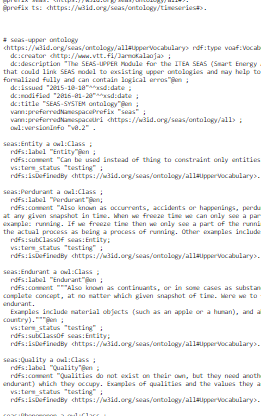 @prefix seas: <https://w3id.org/seas/ontology/all#>.
@prefix ts: <https://w3id.org/seas/ontology/timeseries#>.
# seas-upper ontology
<https://w3id.org/seas/ontology/all#UpperVocabulary> rdf:type voaf:Vocab
dc:creator <http://www.vtt.fi/JarmoKalaoja> ;
dc:description "The SEAS-UPPER Module for the ITEA SEAS (Smart Energy
that could link SEAS model to exsisting upper ontologies and may help to
formalized fully and can contain logical erros"@en ;
dc:issued "2015-10-10"^^xsd:date ;
dc:modified "2016-01-20"^^xsd:date ;
dc:title "SEAS-SYSTEM ontology"@en ;
vann:preferredNamespacePrefix "seas" ;
vann:preferredNamespaceUri <https://w3id.org/seas/ontology/all> ;
owl:versionInfo "v0.2" .
seas:Entity a owl:Class ;
rdfs:label "Entity"@en ;
rdfs:comment "Can be used instead of thing to constraint only entities
vs:term_status "testing" ;
rdfs:isDefinedBy <https://w3id.org/seas/ontology/all#UpperVocabulary>.
seas:Perdurant a owl:Class ;
rdfs:label "Perdurant"@en;
rdfs:comment "Also known as occurrents, accidents or happenings, perdu
at any given snapshot in time. When we freeze time we can only see a par
example: running. If we freeze time then we only see a part of the runni
the actual process as being a process of running. Other examples include
rdfs:subClassOf seas:Entity;
vs:term_status "testing" ;
rdfs:isDefinedBy <https://w3id.org/seas/ontology/all#UpperVocabulary>.
seas:Endurant a owl:Class ;
rdfs:label "Endurant"@en ;
rdfs:comment """Also known as continuants, or in some cases as substan
complete concept, at no matter which given snapshot of time. Were we to
endurant.
Examples include material objects (such as an apple or a human), and a
country)."""@en ;
vs:term_status "testing" ;
rdfs:subClassOf seas:Entity;
rdfs:isDefinedBy <https://w3id.org/seas/ontology/all#UpperVocabulary>.
seas:Quality a owl:Class ;
rdfs:label "Quality"@en ;
rdfs:comment "Qualities do not exist on their own, but they need anoth
endurant) which they occupy. Examples of qualities and the values they a
vs:term_status "testing" ;
rdfs:isDefinedBy <https://w3id.org/seas/ontology/all#UpperVocabulary>.
seas:Phenomenon a owl:Class ;